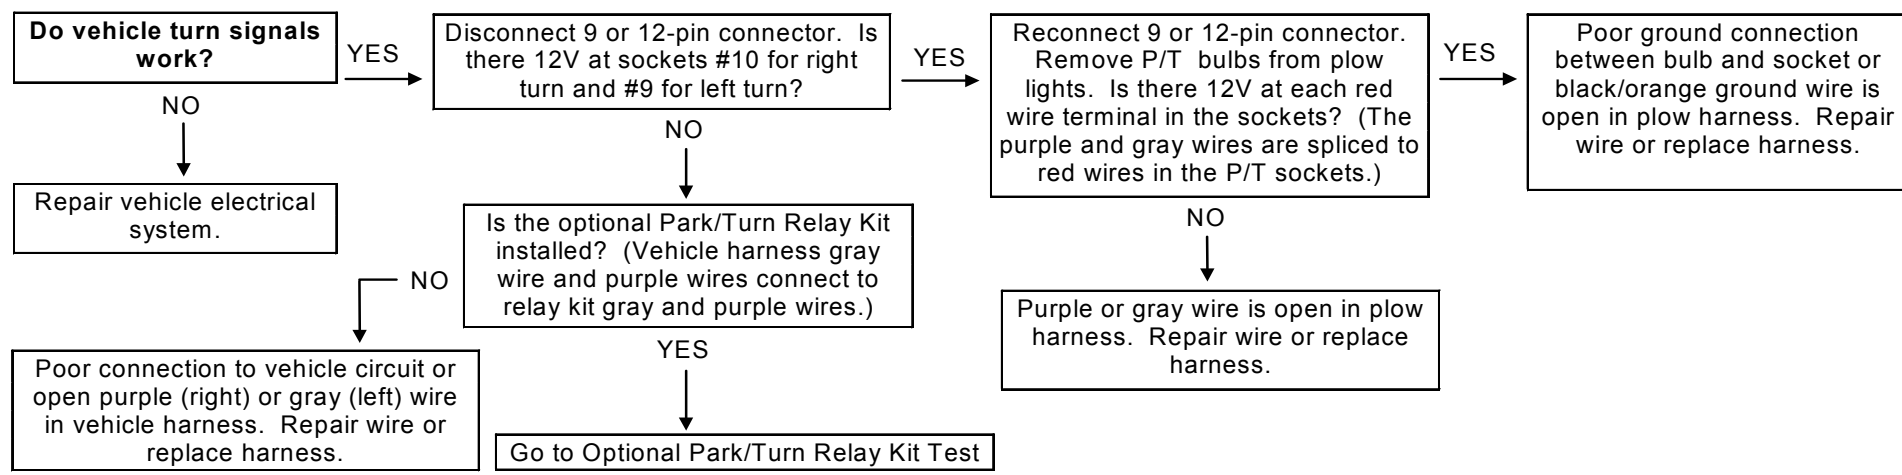 Do vehicle turn signals
work?
YES
Disconnect 9 or 12-pin connector.  Is
there 12V at sockets #10 for right
turn and #9 for left turn?
YES
Reconnect 9 or 12-pin connector.
Remove P/T  bulbs from plow
lights.  Is there 12V at each red
wire terminal in the sockets?  (The
purple and gray wires are spliced to
red wires in the P/T sockets.)
YES
Poor ground connection
between bulb and socket or
black/orange ground wire is
open in plow harness.  Repair
wire or replace harness.
NO
Repair vehicle electrical
system.
NO
Is the optional Park/Turn Relay Kit
installed?  (Vehicle harness gray
wire and purple wires connect to
relay kit gray and purple wires.)
NO
Purple or gray wire is open in plow
harness.  Repair wire or replace
harness.
NO
Poor connection to vehicle circuit or
open purple (right) or gray (left) wire
in vehicle harness.  Repair wire or
replace harness.
YES
Go to Optional Park/Turn Relay Kit Test